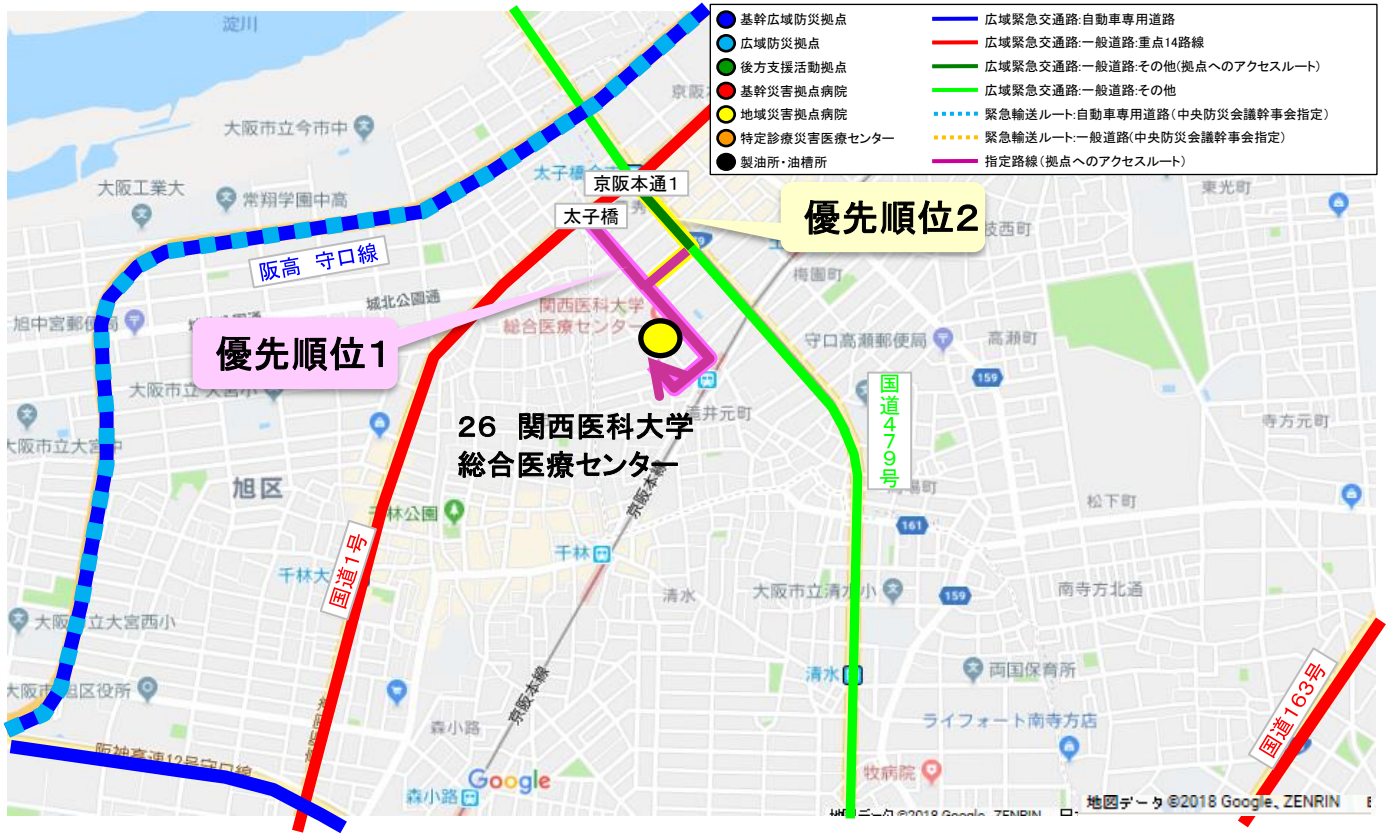 淀川
基幹広域防災拠点
広域防災拠点
後方支援活動拠点
基幹災害拠点病院
地域災害拠点病院
特定診療災害医療センター
製油所・油槽所
広域緊急交通路:自動車専用道路
広域緊急交通路:一般道路:重点14路線
広域緊急交通路:一般道路:その他(拠点へのアクセスルート)
広域緊急交通路:一般道路:その他
緊急輸送ルート:自動車専用道路(中央防災会議幹事会指定)
緊急輸送ルート:一般道路(中央防災会議幹事会指定)
指定路線(拠点へのアクセスルート)
大阪市立今市中
大阪工業大
常翔学園中高
京阪本通1
太子橋
優先順位2
東光町
阪高 守口線
城北公園通
梅園町
関西医科大学
総合医療センター
優先順位1
守口高瀬郵便局
高瀬町
159
国道479号
26 関西医科大学
総合医療センター
滝井元町
寺方元町
旭区
千林公園
京阪本線
松下町
161
千林
国道1号
清水
大阪市立清水小
159
南寺方北通
大阪市立大宮西小
清水
両国保育所
大阪市旭区役所
京阪本線
森小路
ライフォート南寺方店
国道163号
阪神高速12号守口線
Google
森小路
牧病院
地図データ ©2018 Google、ZENRIN